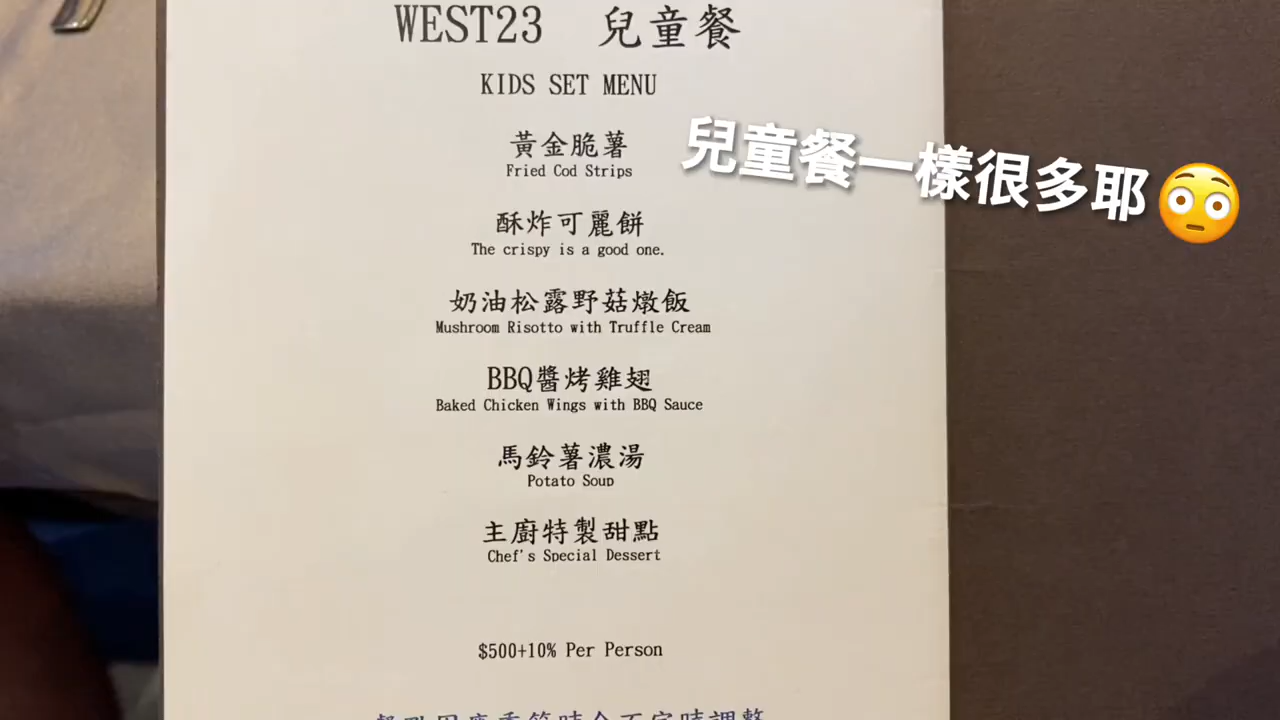 WEST23 兒童餐
KIDS SET MENU
黃金脆薯
Fried Cod Strips
兒童餐一樣很多耶😳
酥炸可麗餅
The crispy is a good one.
奶油松露野菇燉飯
Mushroom Risotto with Truffle Cream
BBQ醬烤雞翅
Baked Chicken Wings with BBQ Sauce
馬鈴薯濃湯
Potato Soup
主廚特製甜點
Chef's Special Dessert
$500+10% Per Person